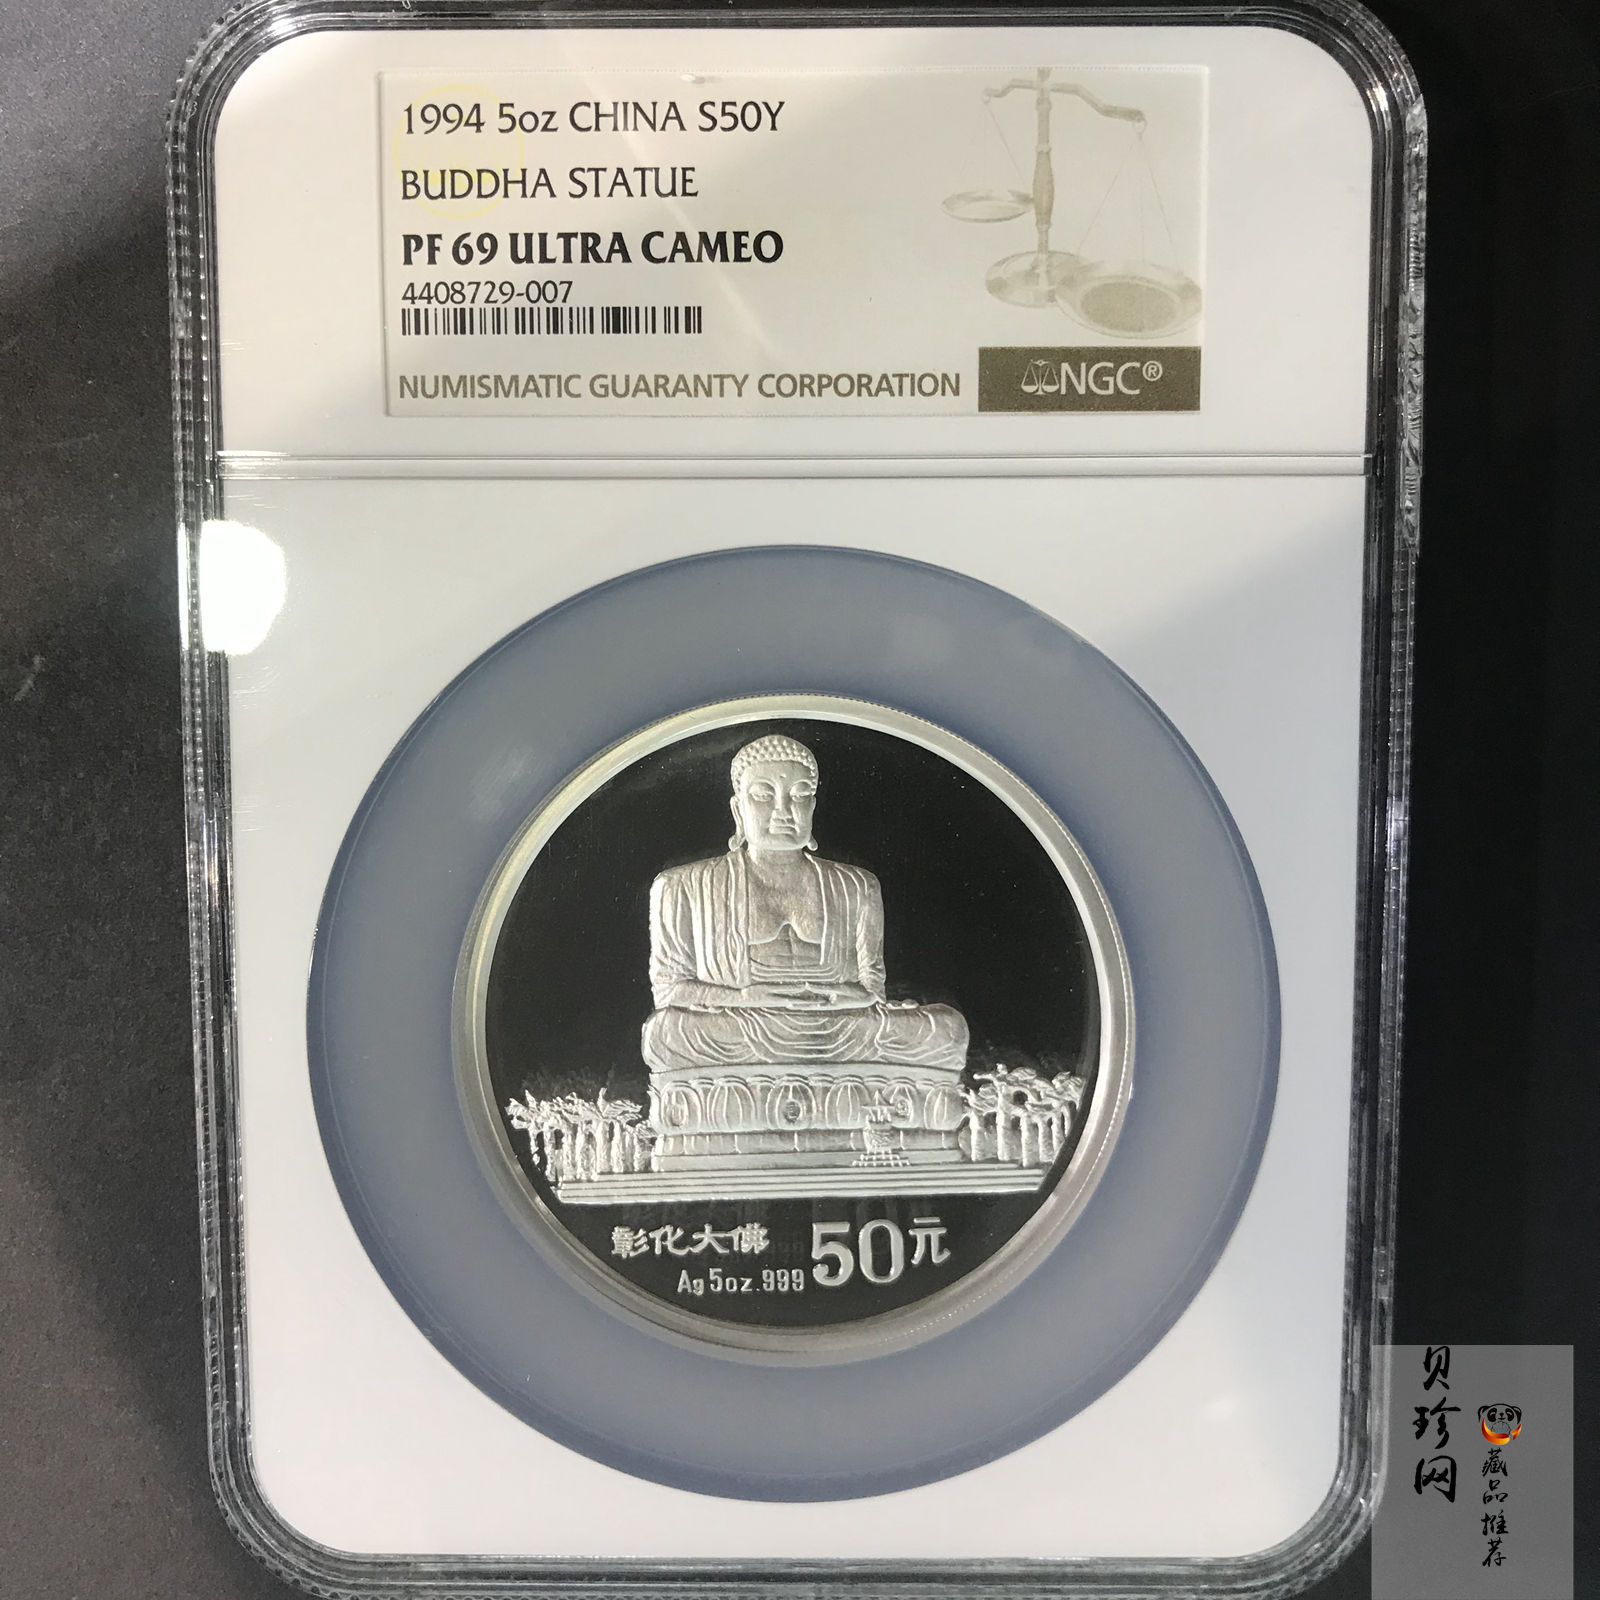 1994 5oz CHINA S50Y
BUDDHA STATUE
PF 69 ULTRA CAMEO
4408729-007
NUMISMATIC GUARANTY CORPORATION
NGC®
彰化大佛 50元
Ag 5oz.999
贝珍网
藏品推荐